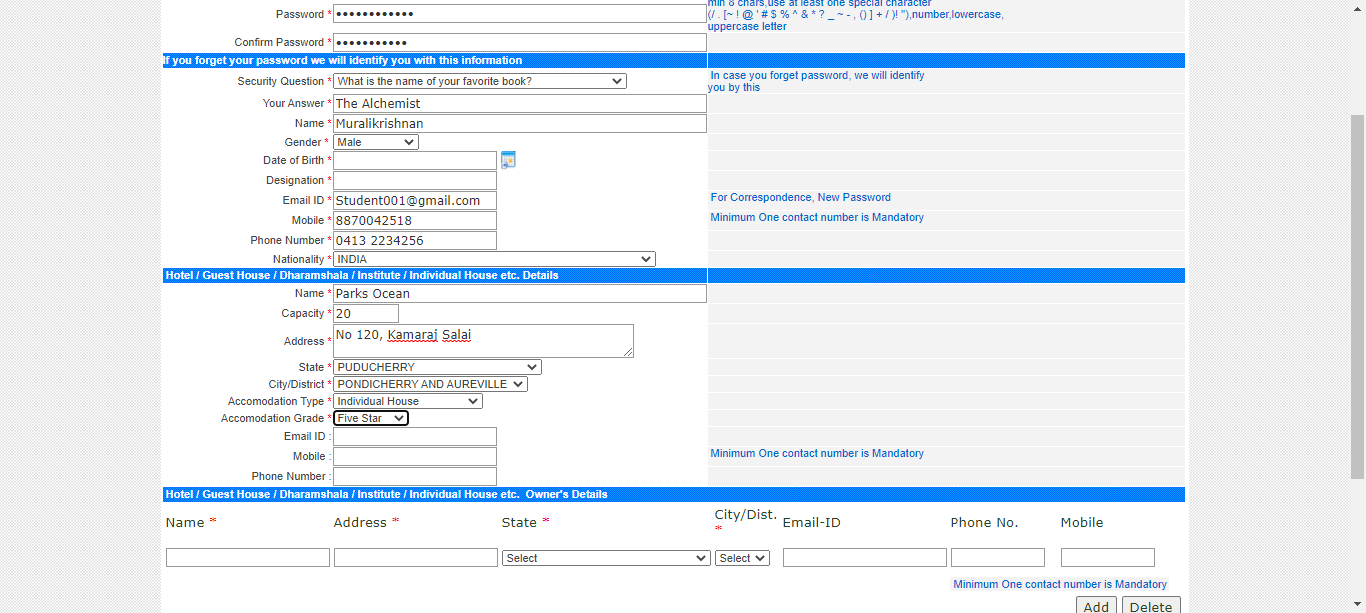 min 8 chars,use at least one special character
Password * ••••••••••••
(/ . [~ ! @ ' # $ % ^ & * ? _ ~ - , () ] + / )! "),number,lowercase,
uppercase letter
Confirm Password * •••••••••••
If you forget your password we will identify you with this information
Security Question * What is the name of your favorite book?
In case you forget password, we will identify
you by this
Your Answer * The Alchemist
Name * Muralikrishnan
Gender * Male
Date of Birth *
Designation *
Email ID * Student001@gmail.com For Correspondence, New Password
Mobile * 8870042518 Minimum One contact number is Mandatory
Phone Number * 0413 2234256
Nationality * INDIA
Hotel / Guest House / Dharamshala / Institute / Individual House etc. Details
Name * Parks Ocean
Capacity * 20
Address * No 120, Kamaraj Salai
State * PUDUCHERRY
City/District * PONDICHERRY AND AUREVILLE
Accomodation Type * Individual House
Accomodation Grade * Five Star
Email ID :
Mobile : Minimum One contact number is Mandatory
Phone Number :
Hotel / Guest House / Dharamshala / Institute / Individual House etc. Owner's Details
Name * Address * State * City/Dist. * Email-ID Phone No. Mobile
Select Select
Minimum One contact number is Mandatory
Add Delete